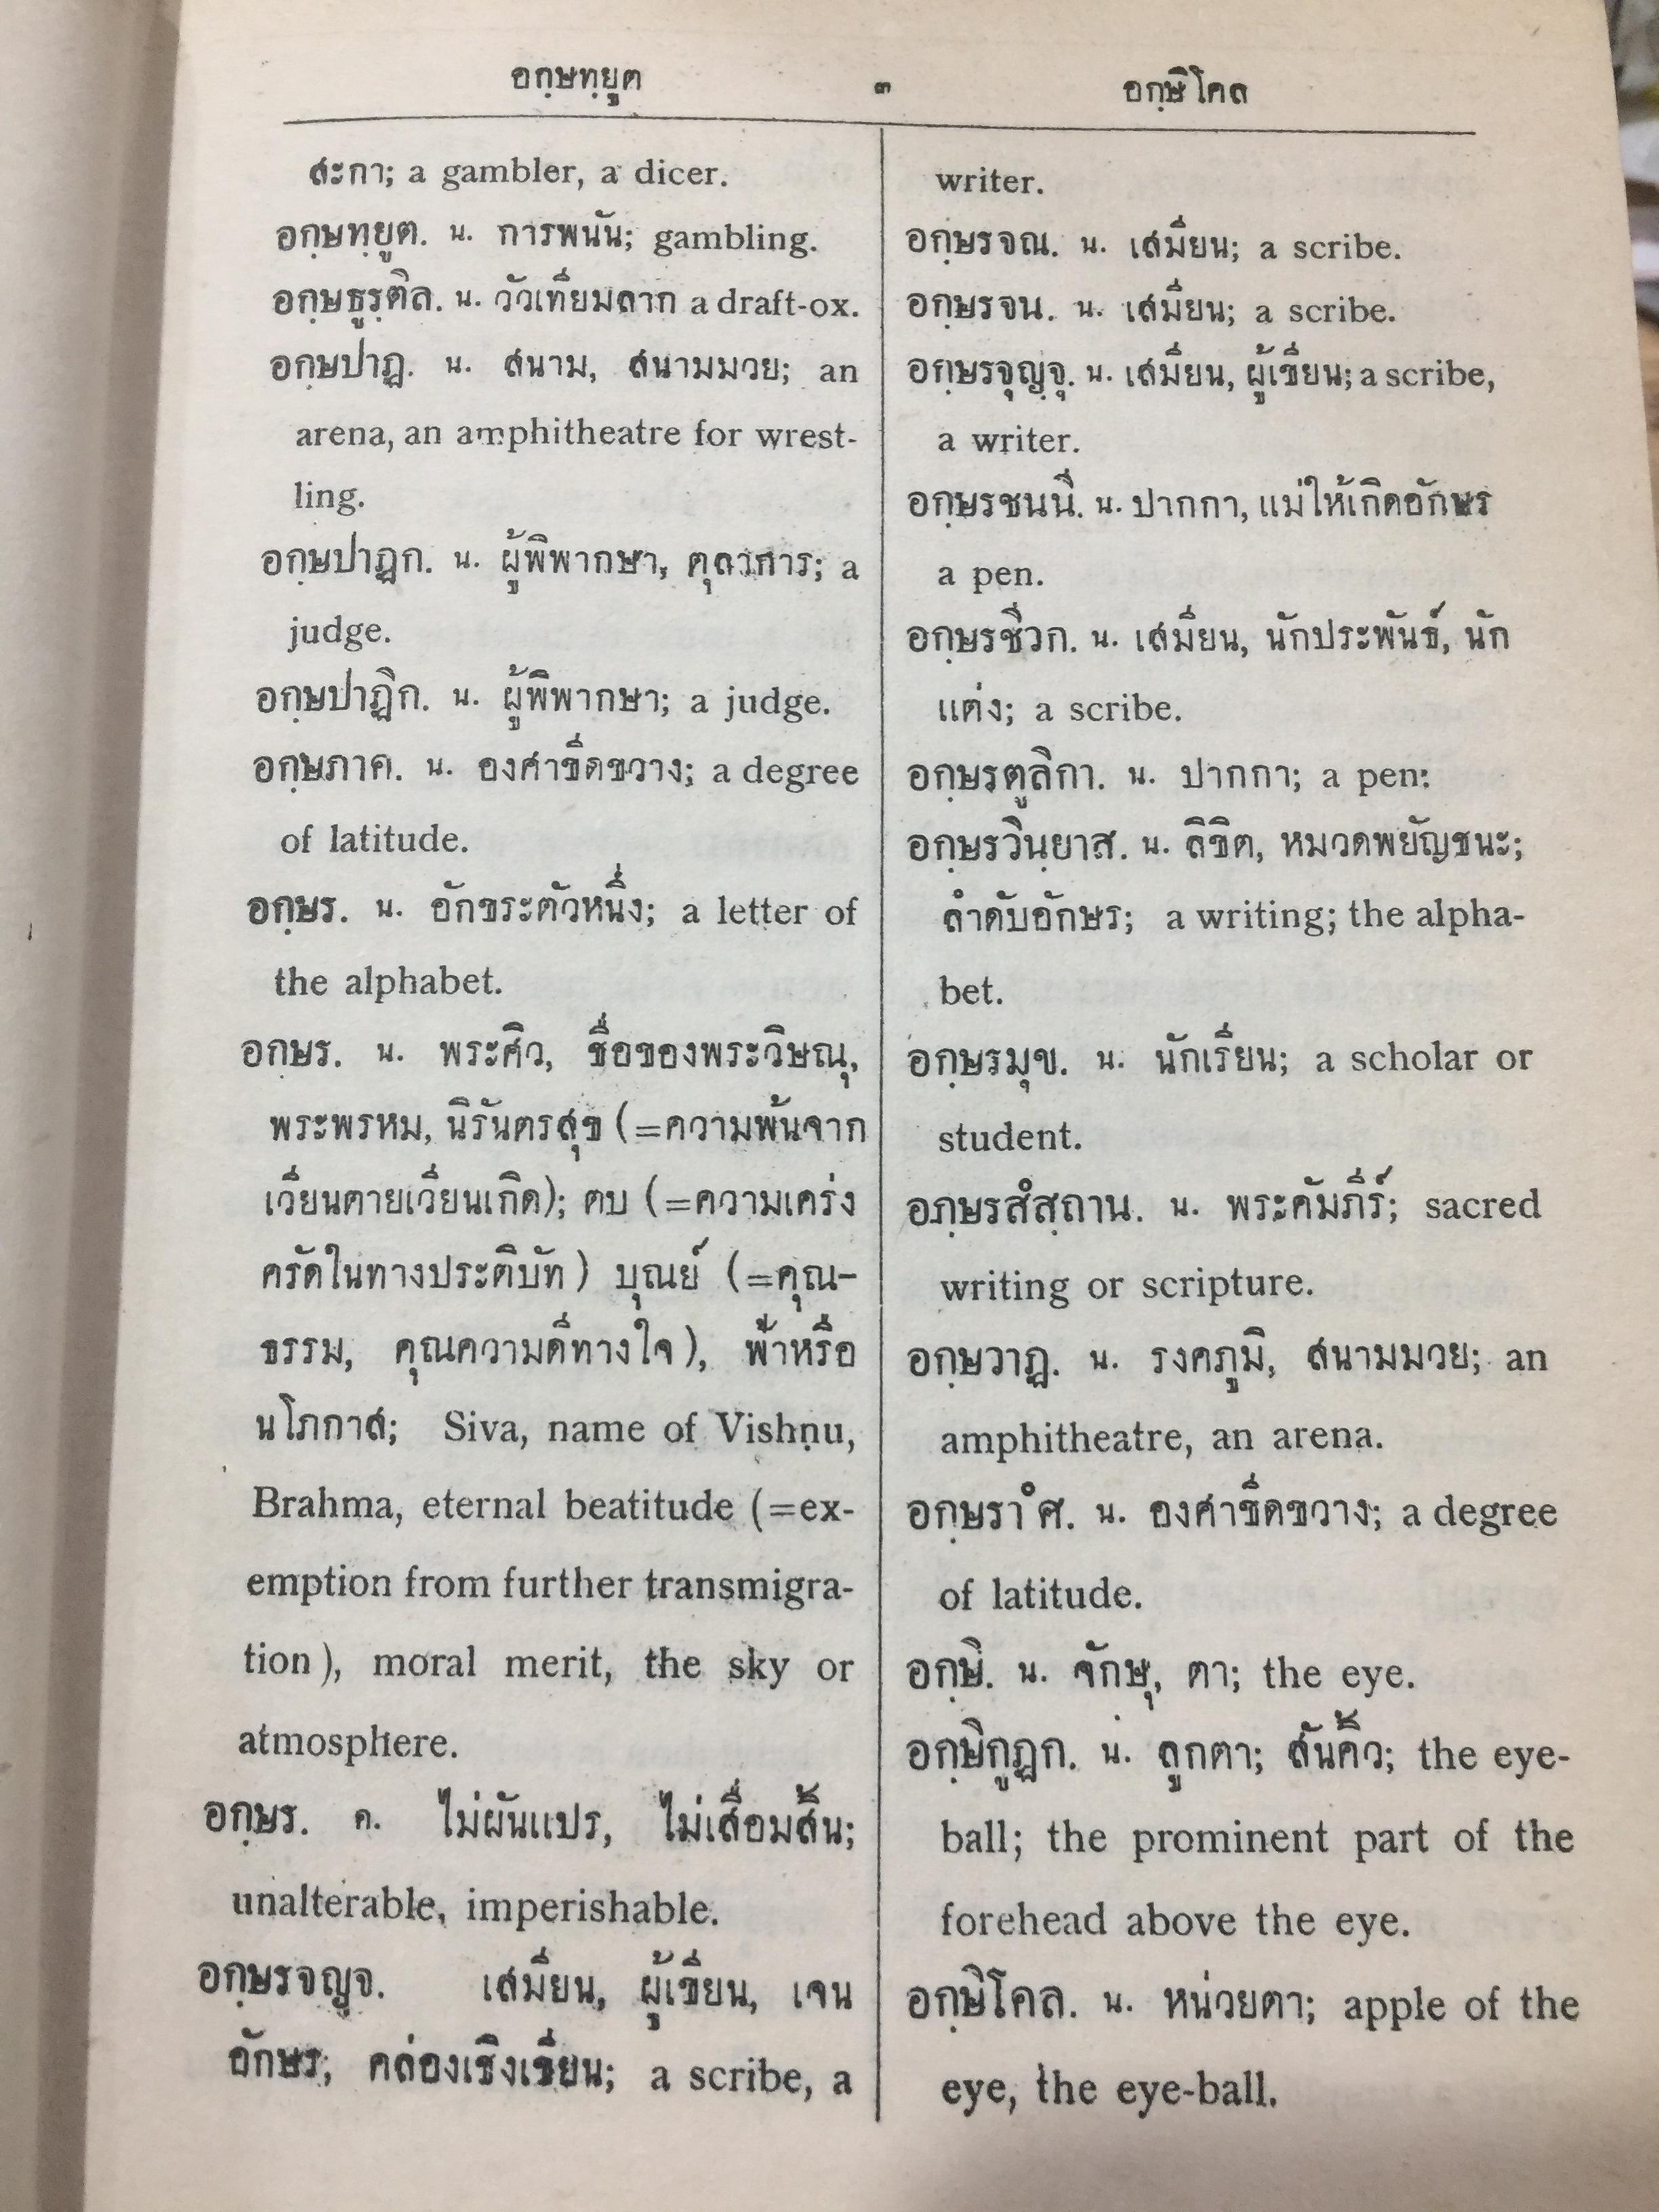 อกฺษทฺยูต ๓ อกฺษิโคล
สะกา; a gambler, a dicer.
อกฺษทฺยูต. น. การพนัน; gambling.
อกฺษธูรฺติล. น. วัวเทียมลาก a draft-ox.
อกฺษปาฏ. น. สนาม, สนามมวย; an
arena, an amphitheatre for wrest-
ling.
อกฺษปาฏก. น. ผู้พิพากษา, ตุลาการ; a
judge.
อกฺษปาฏิก. น. ผู้พิพากษา; a judge.
อกฺษภาค. น. องศาขีดขวาง; a degree
of latitude.
อกฺษร. น. อักขระตัวหนึ่ง; a letter of
the alphabet.
อกฺษร. น. พระศิว, ชื่อของพระวิษณุ,
พระพรหม, นิรันตรสุข (=ความพ้นจาก
เวียนตายเวียนเกิด); ตบ (=ความเคร่ง
ครัดในทางประติบัท) บุณย์ (=คุณ-
ธรรม, คุณความดีทางใจ), ฟ้าหรือ
นโภกาส; Siva, name of Vishṇu,
Brahma, eternal beatitude (=ex-
emption from further transmigra-
tion), moral merit, the sky or
atmosphere.
อกฺษร. ค. ไม่ผันแปร, ไม่เสื่อมสิ้น;
unalterable, imperishable.
อกฺษรจญูจ. เสมียน, ผู้เขียน, เจน
อักษร, คล่องเชิงเขียน; a scribe, a
writer.
อกฺษรจณ. น. เสมียน; a scribe.
อกฺษรจน. น. เสมียน; a scribe.
อกฺษรจุญฺจุ. น. เสมียน, ผู้เขียน; a scribe,
a writer.
อกฺษรชนนี. น. ปากกา, แม่ให้เกิดอักษร
a pen.
อกฺษรชีวก. น. เสมียน, นักประพันธ์, นัก
แต่ง; a scribe.
อกฺษรตูลิกา. น. ปากกา; a pen:
อกฺษรวินฺยาส. น. ลิขิต, หมวดพยัญชนะ;
ลำดับอักษร; a writing; the alpha-
bet.
อกฺษรมุข. น. นักเรียน; a scholar or
student.
อกฺษรสํสฺถาน. น. พระคัมภีร์; sacred
writing or scripture.
อกฺษวาฏ. น. รงคภูมิ, สนามมวย; an
amphitheatre, an arena.
อกฺษราํศ. น. องศาขีดขวาง; a degree
of latitude.
อกฺษิ. น. จักษุ, ตา; the eye.
อกฺษิกูฏก. น. ลูกตา; สันคิ้ว; the eye-
ball; the prominent part of the
forehead above the eye.
อกฺษิโคล. น. หน่วยตา; apple of the
eye, the eye-ball.